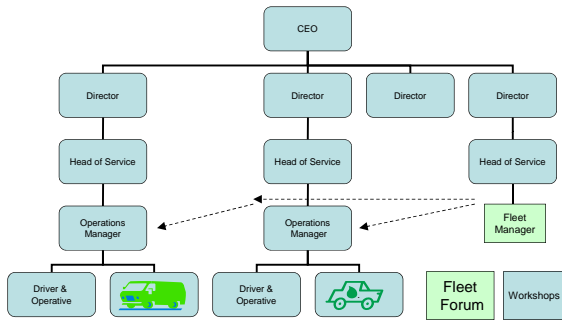 CEO
Director
Director
Director
Director
Head of Service
Head of Service
Head of Service
Operations
Manager
Operations
Manager
Fleet
Manager
Driver &
Operative
Driver &
Operative
Fleet
Forum
Workshops